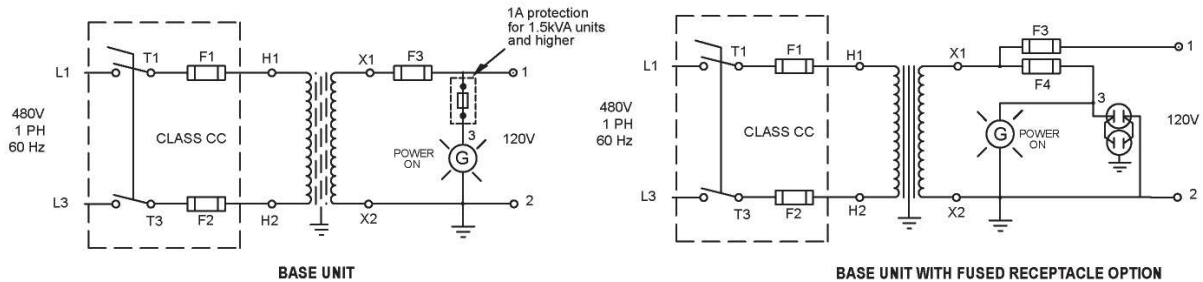 1A protection
for 1.5kVA units
and higher
L1
T1
F1
H1
X1
F3
1
480V
1 PH
60 Hz
CLASS CC
3
POWER
ON
G
120V
L3
T3
F2
H2
X2
2
BASE UNIT
F3
1
L1
T1
F1
H1
X1
F4
480V
1 PH
60 Hz
CLASS CC
3
G
POWER
ON
120V
L3
T3
F2
H2
X2
2
BASE UNIT WITH FUSED RECEPTACLE OPTION